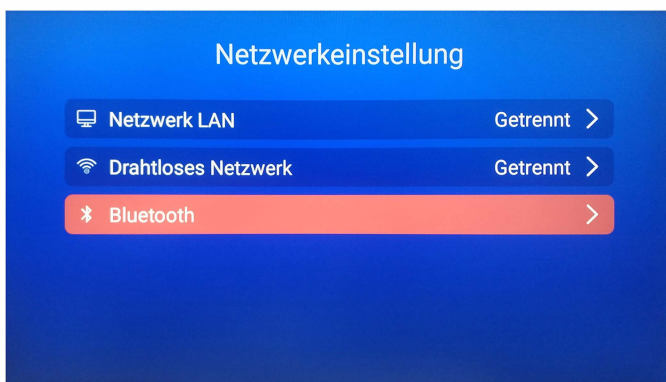 Netzwerkeinstellung
Netzwerk LAN Getrennt
Drahtloses Netzwerk Getrennt
Bluetooth